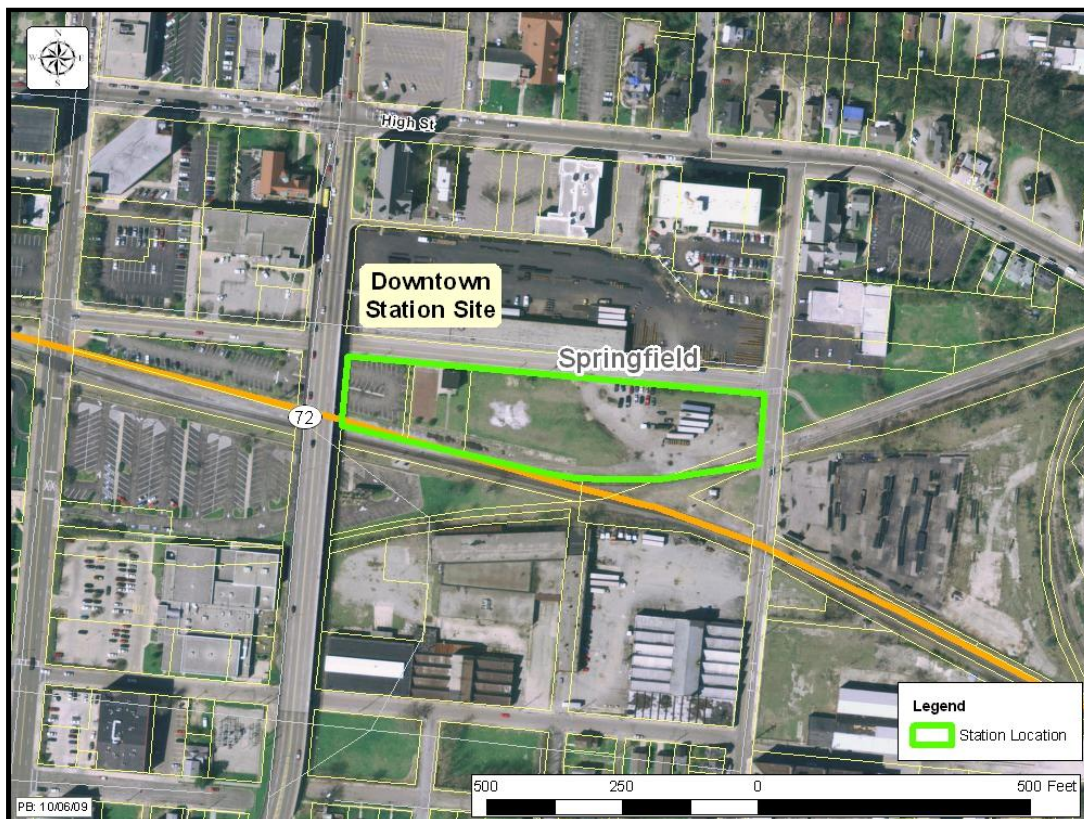 N
W E
S
High St
Downtown
Station Site
Springfield
72
Legend
Station Location
500 250 0 500 Feet
PB: 10/06/09